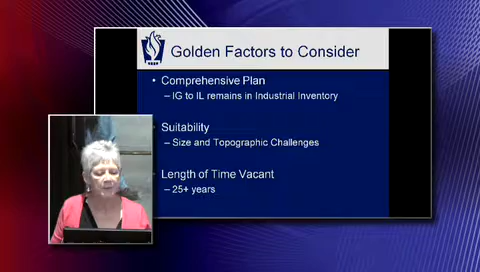 Golden Factors to Consider
• Comprehensive Plan
– IG to IL remains in Industrial Inventory
• Suitability
– Size and Topographic Challenges
• Length of Time Vacant
– 25+ years